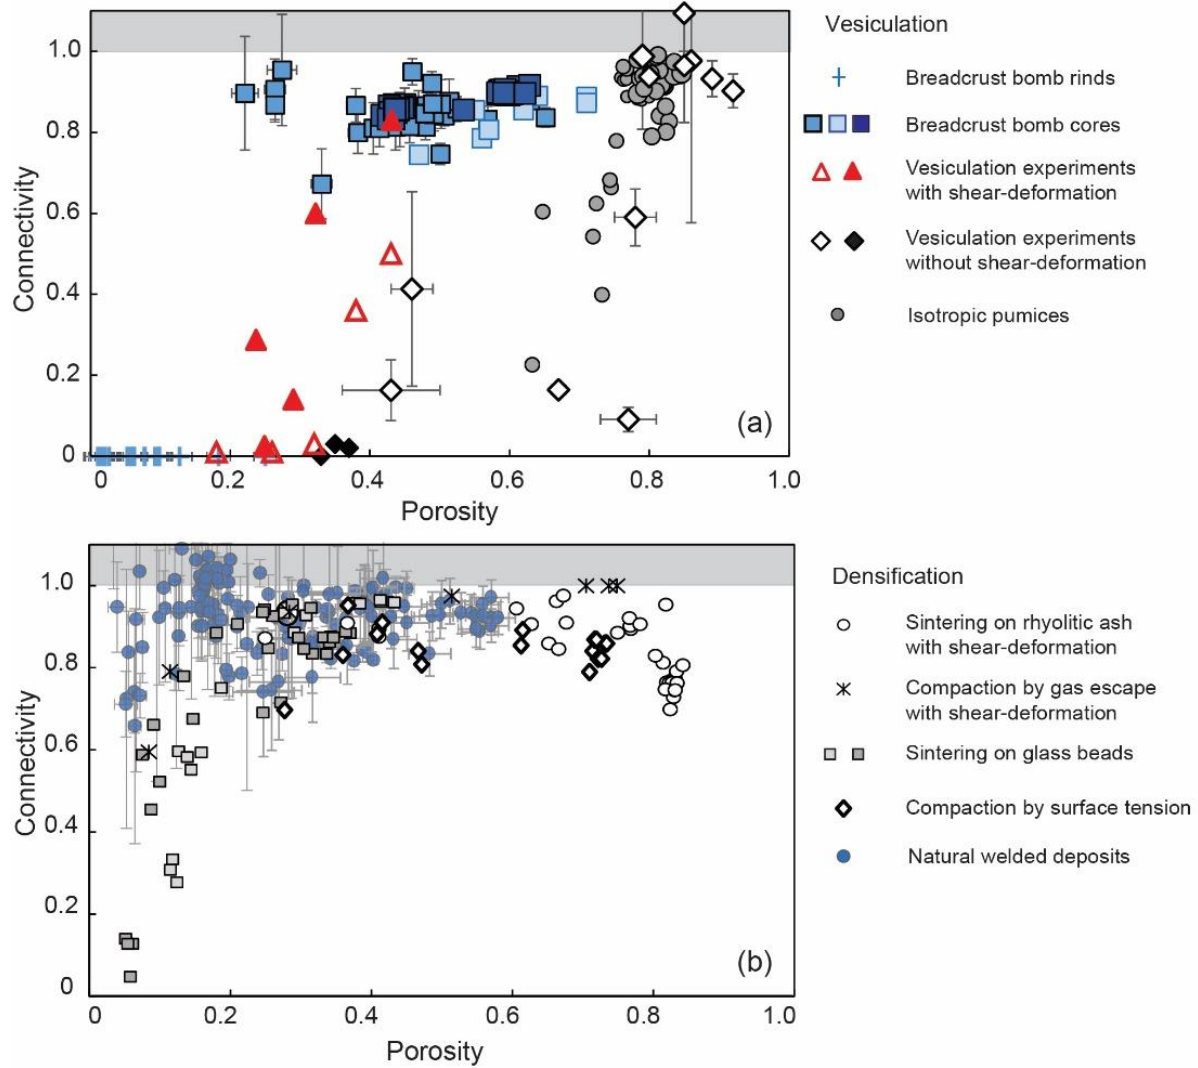 Vesiculation
1.0
Breadcrust bomb rinds
Breadcrust bomb cores
0.8
Vesiculation experiments
with shear-deformation
0.6
Vesiculation experiments
without shear-deformation
Connectivity
0.4
Isotropic pumices
0.2
(a)
0
0 0.2 0.4 0.6 0.8 1.0
Porosity
Densification
1.0
Sintering on rhyolitic ash
with shear-deformation
0.8
Compaction by gas escape
with shear-deformation
0.6
Sintering on glass beads
Connectivity
Compaction by surface tension
0.4
Natural welded deposits
0.2
(b)
0
0 0.2 0.4 0.6 0.8 1.0
Porosity